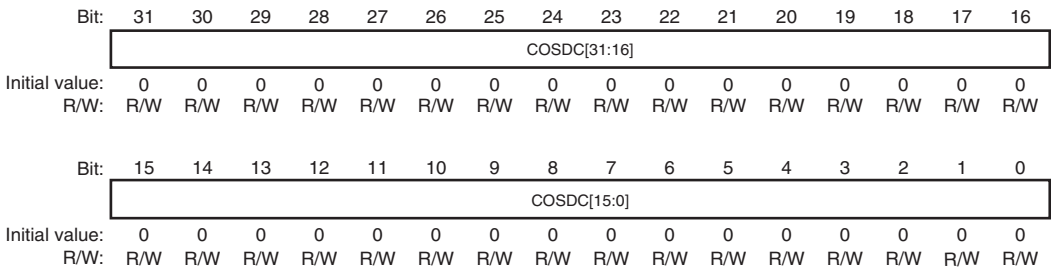 Bit: 31 30 29 28 27 26 25 24 23 22 21 20 19 18 17 16
COSDC[31:16]
Initial value: 0 0 0 0 0 0 0 0 0 0 0 0 0 0 0 0
R/W: R/W R/W R/W R/W R/W R/W R/W R/W R/W R/W R/W R/W R/W R/W R/W R/W
Bit: 15 14 13 12 11 10 9 8 7 6 5 4 3 2 1 0
COSDC[15:0]
Initial value: 0 0 0 0 0 0 0 0 0 0 0 0 0 0 0 0
R/W: R/W R/W R/W R/W R/W R/W R/W R/W R/W R/W R/W R/W R/W R/W R/W R/W